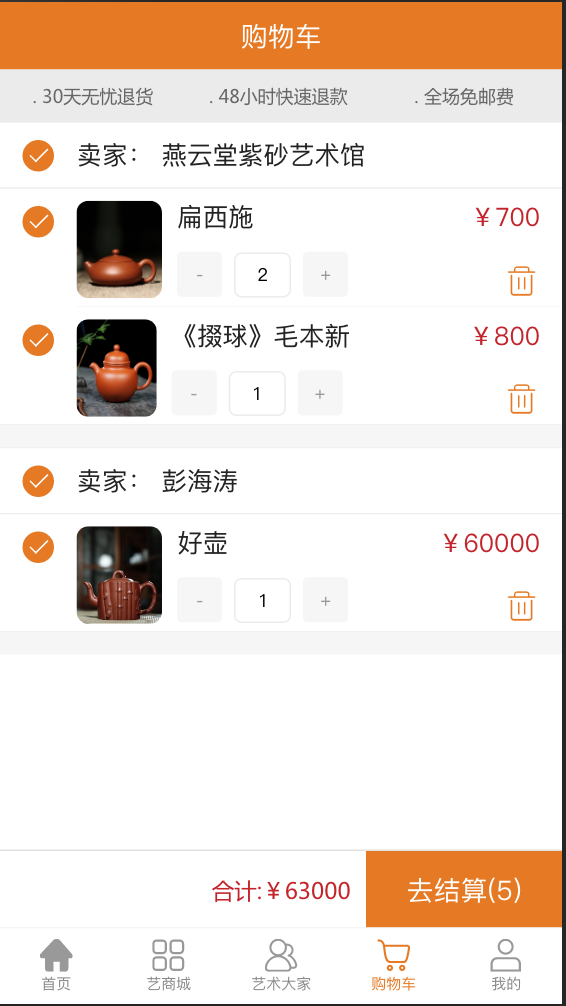 购物车
. 30天无忧退货 . 48小时快速退款 . 全场免邮费
卖家： 燕云堂紫砂艺术馆
扁西施 ￥700
- 2 +
《掇球》毛本新 ￥800
- 1 +
卖家： 彭海涛
好壶 ￥60000
- 1 +
合计:￥63000 去结算(5)
首页 艺商城 艺术大家 购物车 我的